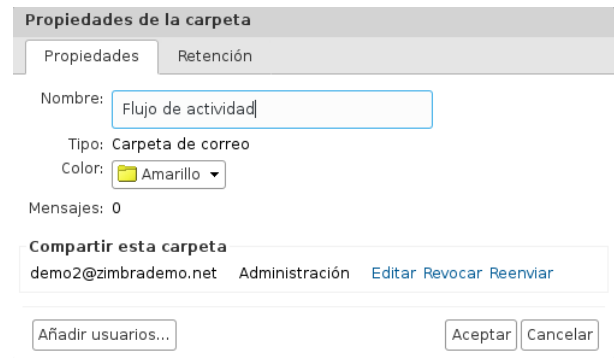 Propiedades de la carpeta
Propiedades Retención
Nombre: Flujo de actividad
Tipo: Carpeta de correo
Color: Amarillo
Mensajes: 0
Compartir esta carpeta
demo2@zimbrademo.net Administración Editar Revocar Reenviar
Añadir usuarios... Aceptar Cancelar